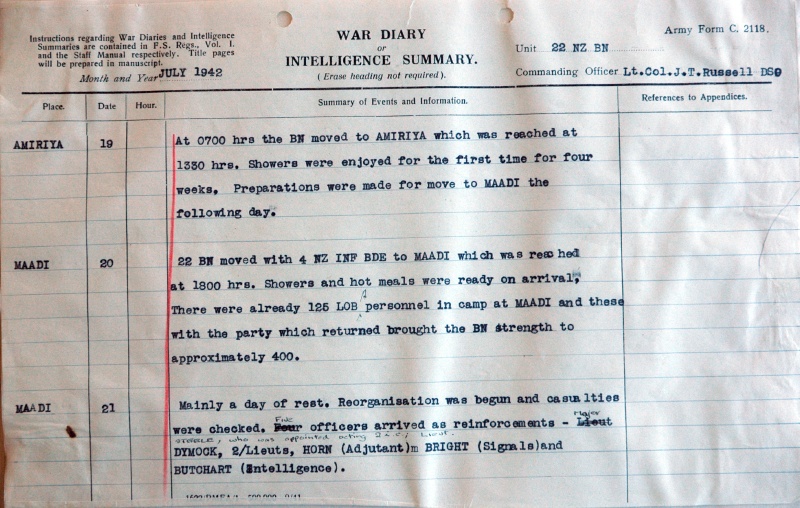 Instructions regarding War Diaries and Intelligence
Summaries are contained in F.S. Regs., Vol. I.
and the Staff Manual respectively. Title pages
will be prepared in manuscript.
Month and Year JULY 1942
WAR DIARY
or
INTELLIGENCE SUMMARY.
(Erase heading not required).
Army Form C. 2118.
Unit 22 NZ BN
Commanding Officer Lt.Col.J.T.Russell DSO
Place. Date Hour. Summary of Events and Information. References to Appendices.
AMIRIYA 19 At 0700 hrs the BN moved to AMIRIYA which was reached at
1330 hrs. Showers were enjoyed for the first time for four
weeks. Preparations were made for move to MAADI the
following day.
MAADI 20 22 BN moved with 4 NZ INF BDE to MAADI which was reached
at 1800 hrs. Showers and hot meals were ready on arrival,
There were already 125 LOB personnel in camp at MAADI and these
with the party which returned brought the BN strength to
approximately 400.
MAADI 21 Mainly a day of rest. Reorganisation was begun and casualties
Five Major
were checked. Four officers arrived as reinforcements - Lieut
STEELE, who was appointed acting 2 i.c; Lieut.
DYMOCK, 2/Lieuts, HORN (Adjutant)m BRIGHT (Signals)and
BUTCHART (Intelligence).